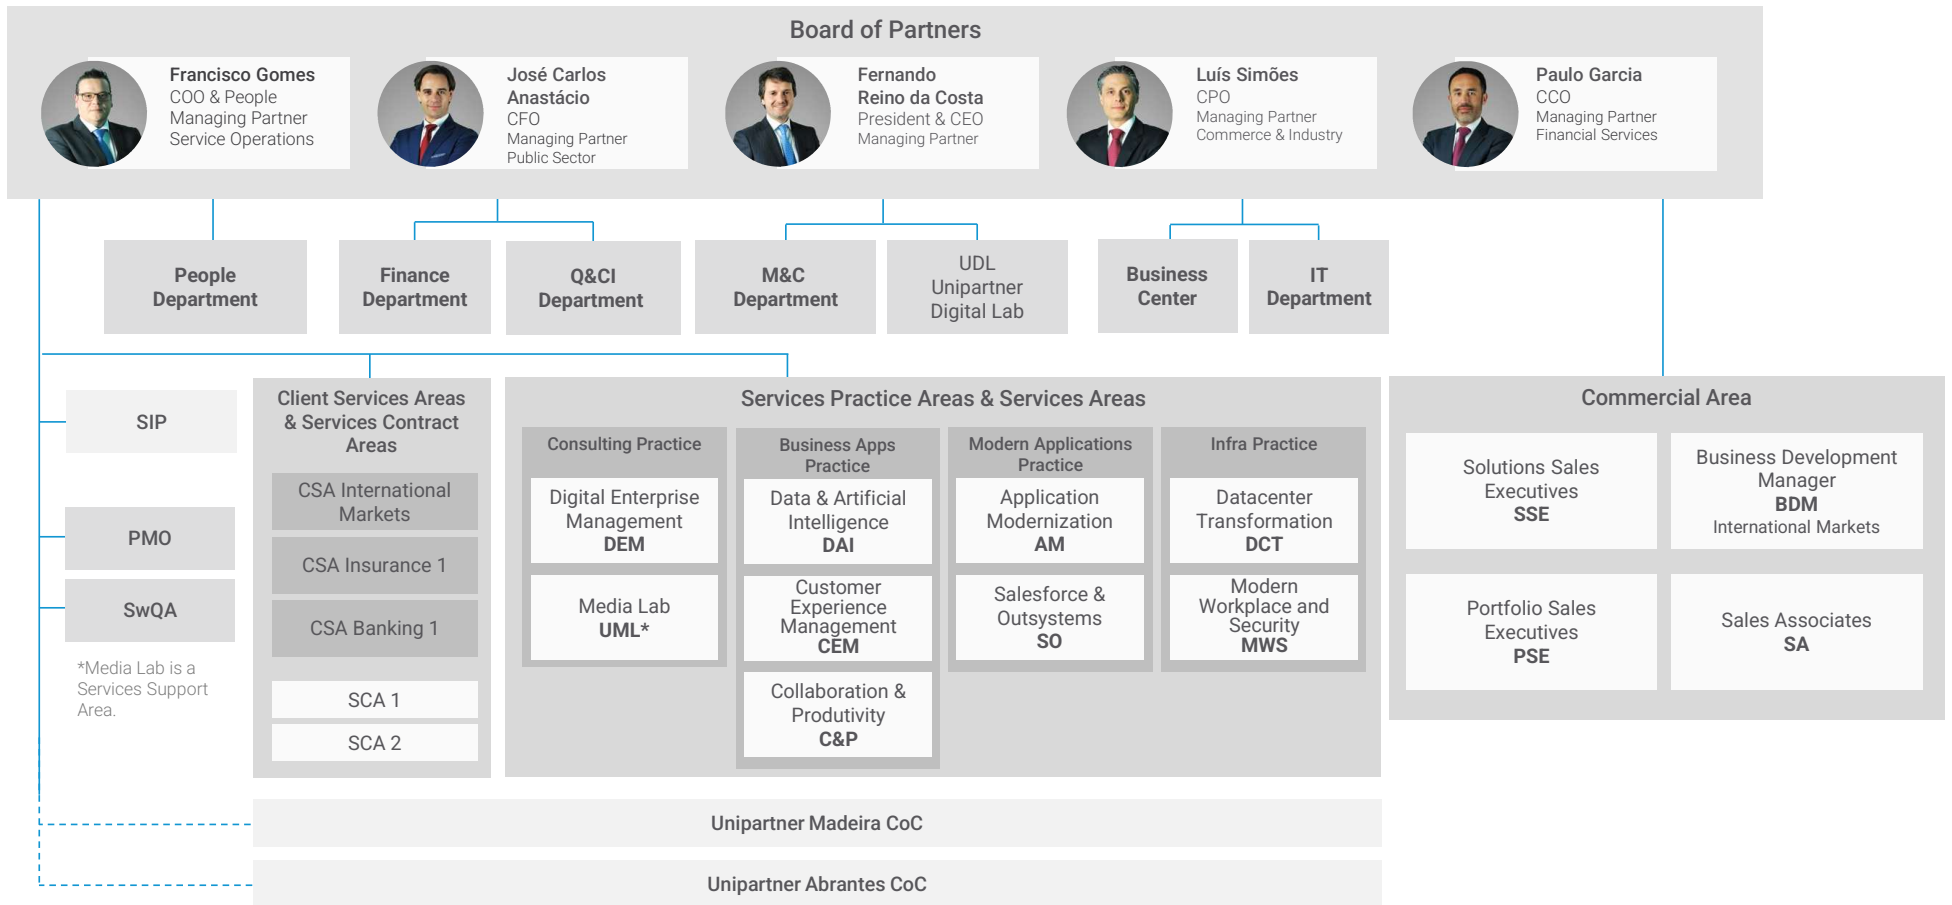 Board of Partners
Francisco Gomes
COO & People
Managing Partner
Service Operations
José Carlos
Anastácio
CFO
Managing Partner
Public Sector
Fernando
Reino da Costa
President & CEO
Managing Partner
Luís Simões
CPO
Managing Partner
Commerce & Industry
Paulo Garcia
CCO
Managing Partner
Financial Services
People
Department
Finance
Department
Q&CI
Department
M&C
Department
UDL
Unipartner
Digital Lab
Business
Center
IT
Department
SIP
PMO
SwQA
*Media Lab is a
Services Support
Area.
Client Services Areas
& Services Contract
Areas
CSA International
Markets
CSA Insurance 1
CSA Banking 1
SCA 1
SCA 2
Services Practice Areas & Services Areas
Consulting Practice
Digital Enterprise
Management
DEM
Media Lab
UML*
Business Apps
Practice
Data & Artificial
Intelligence
DAI
Customer
Experience
Management
CEM
Collaboration &
Produtivity
C&P
Modern Applications
Practice
Application
Modernization
AM
Salesforce &
Outsystems
SO
Infra Practice
Datacenter
Transformation
DCT
Modern
Workplace and
Security
MWS
Commercial Area
Solutions Sales
Executives
SSE
Business Development
Manager
BDM
International Markets
Portfolio Sales
Executives
PSE
Sales Associates
SA
Unipartner Madeira CoC
Unipartner Abrantes CoC